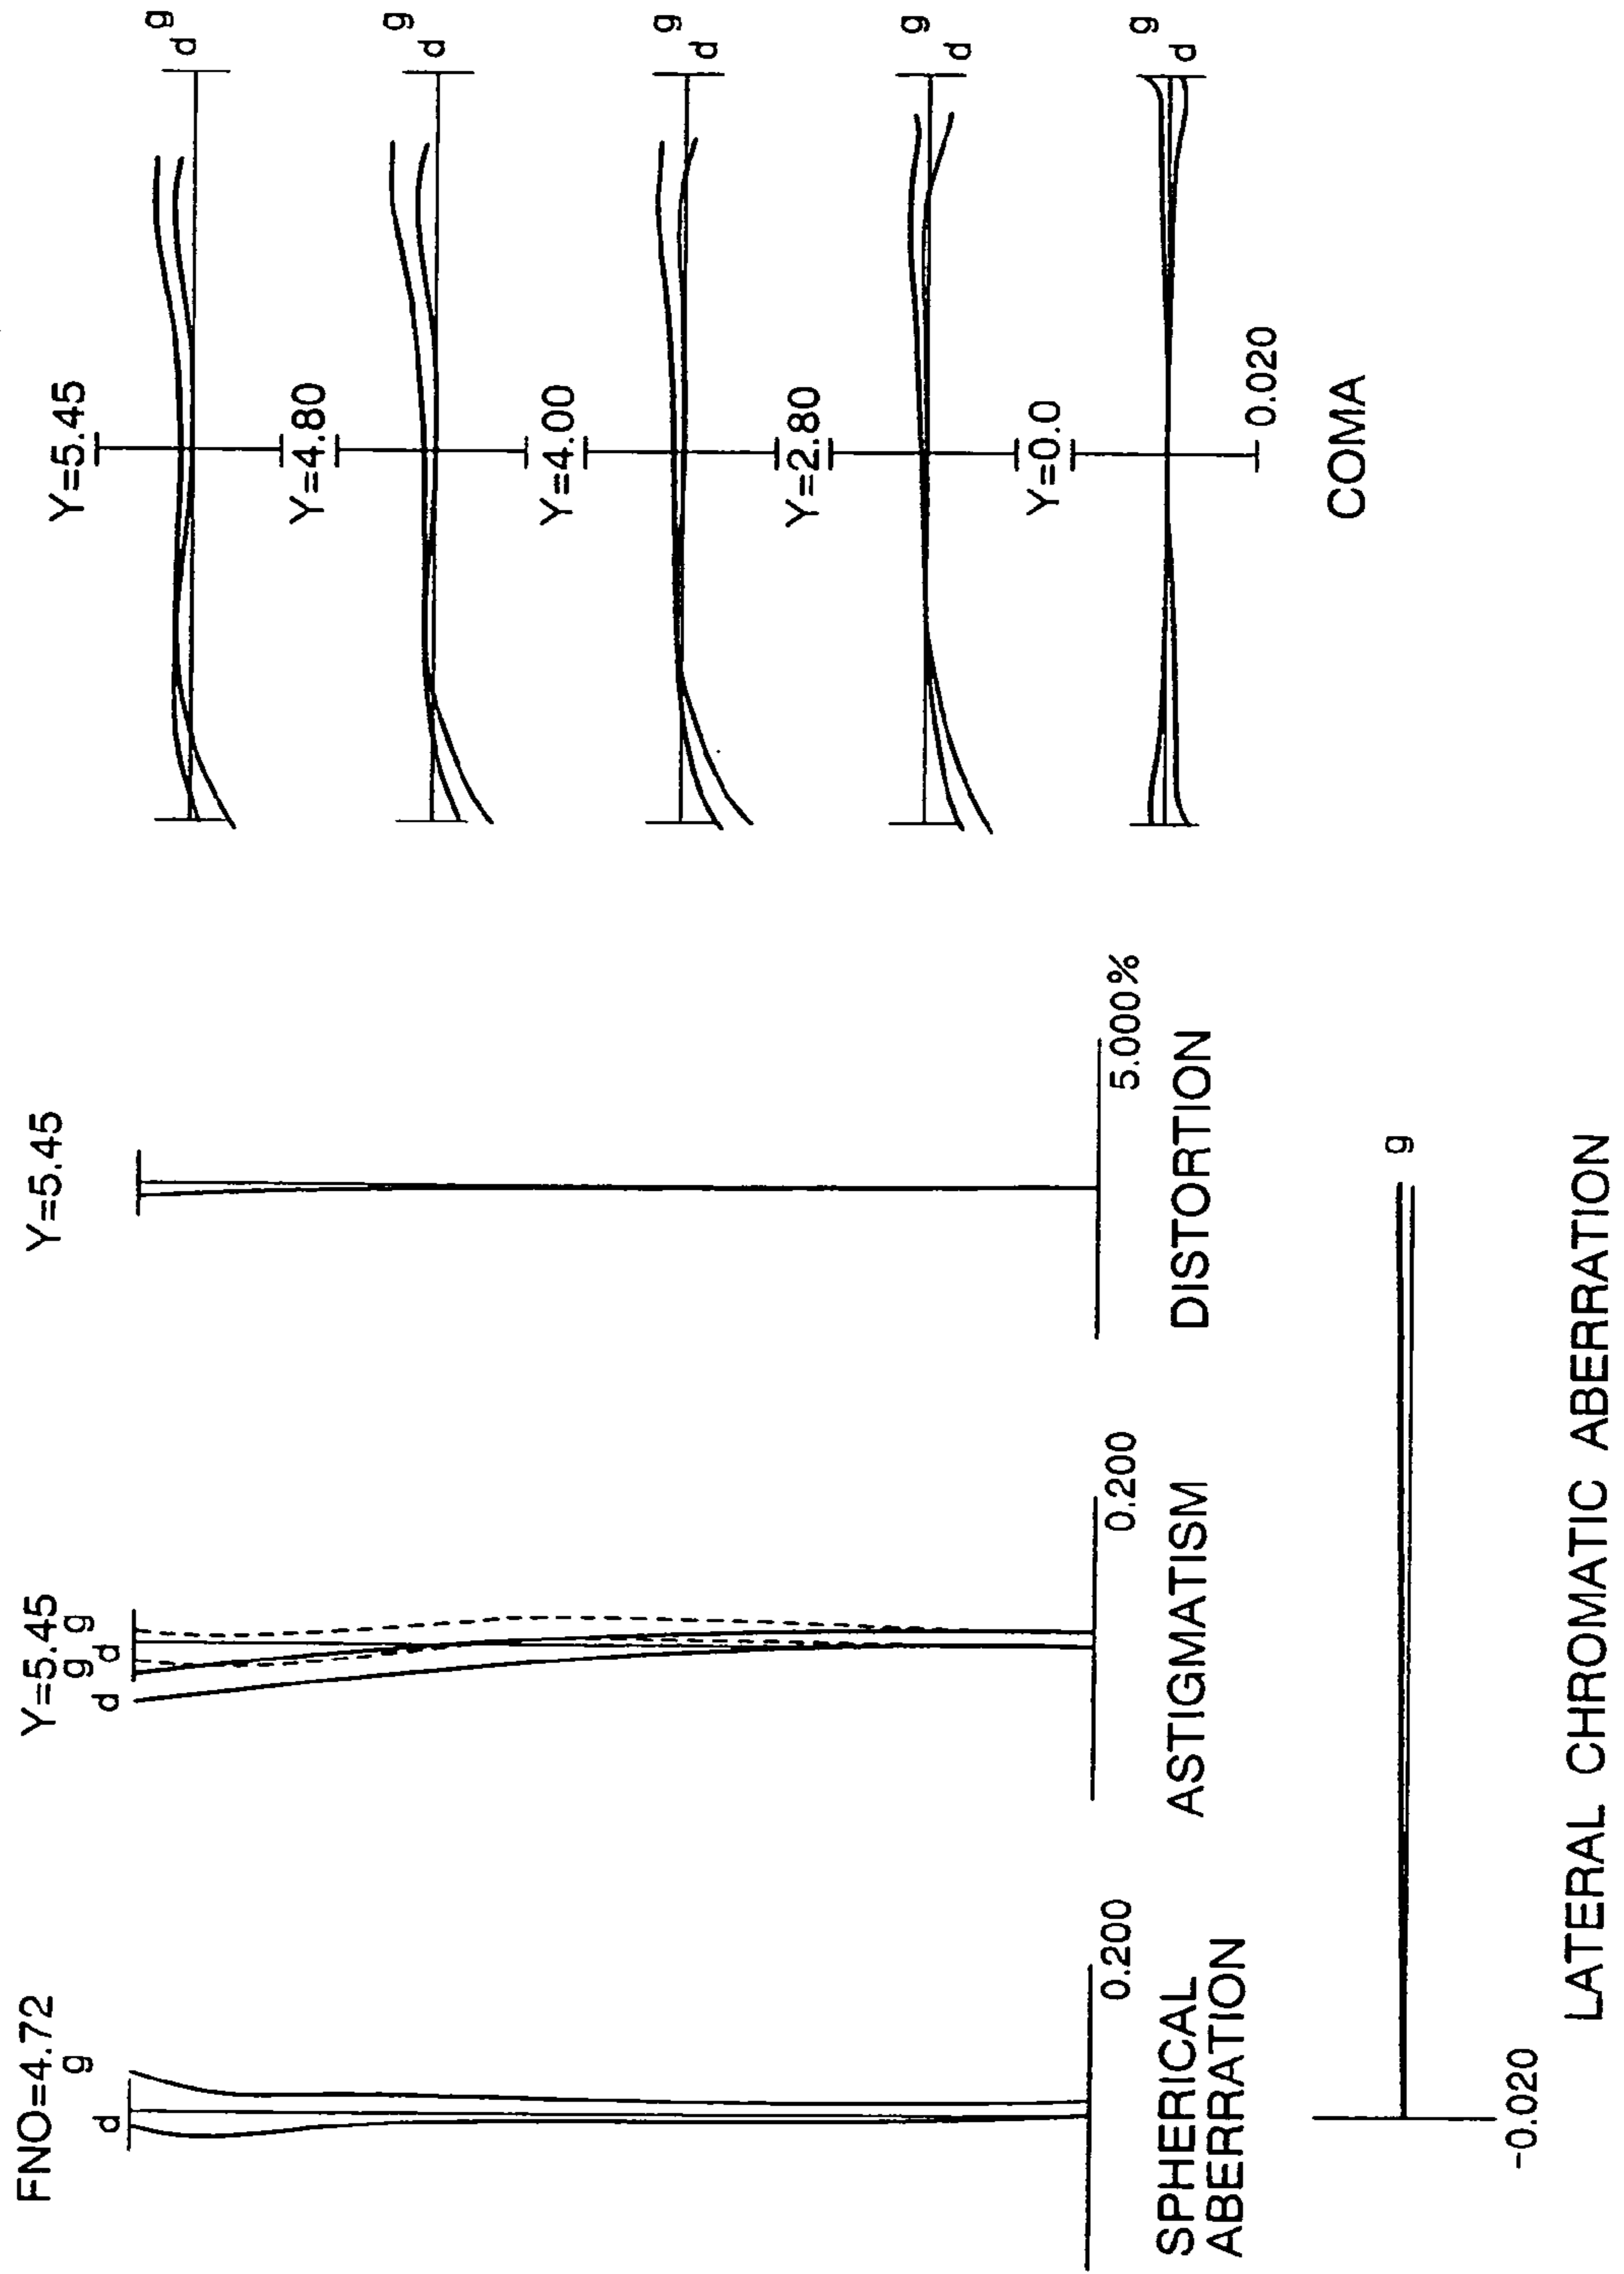 FNO=4.72
d
g
0.200
SPHERICAL
ABERRATION
Y=5.45
d
g
d
g
0.200
ASTIGMATISM
Y=5.45
5.000%
DISTORTION
Y=5.45
g
d
Y=4.80
g
d
Y=4.00
g
d
Y=2.80
g
d
Y=0.0
g
d
0.020
COMA
g
-0.020
LATERAL CHROMATIC ABERRATION